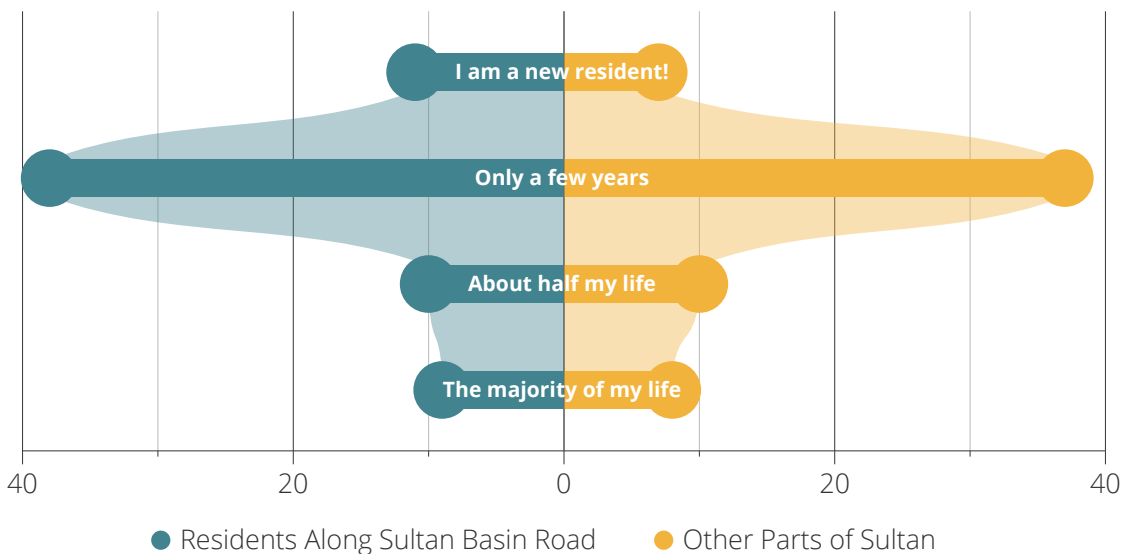 I am a new resident!
Only a few years
About half my life
The majority of my life
40 20 0 20 40
Residents Along Sultan Basin Road Other Parts of Sultan